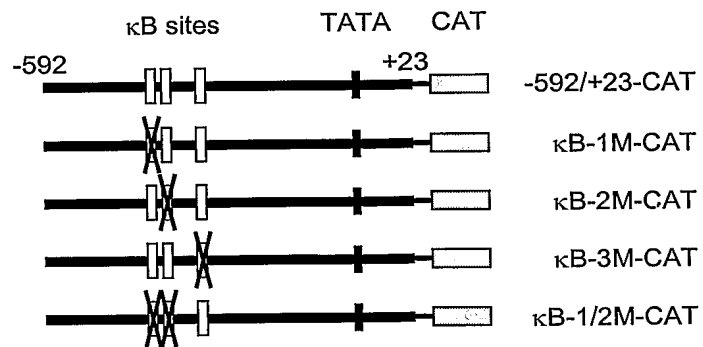 κB sites TATA CAT
-592 +23
-592/+23-CAT
κB-1M-CAT
κB-2M-CAT
κB-3M-CAT
κB-1/2M-CAT